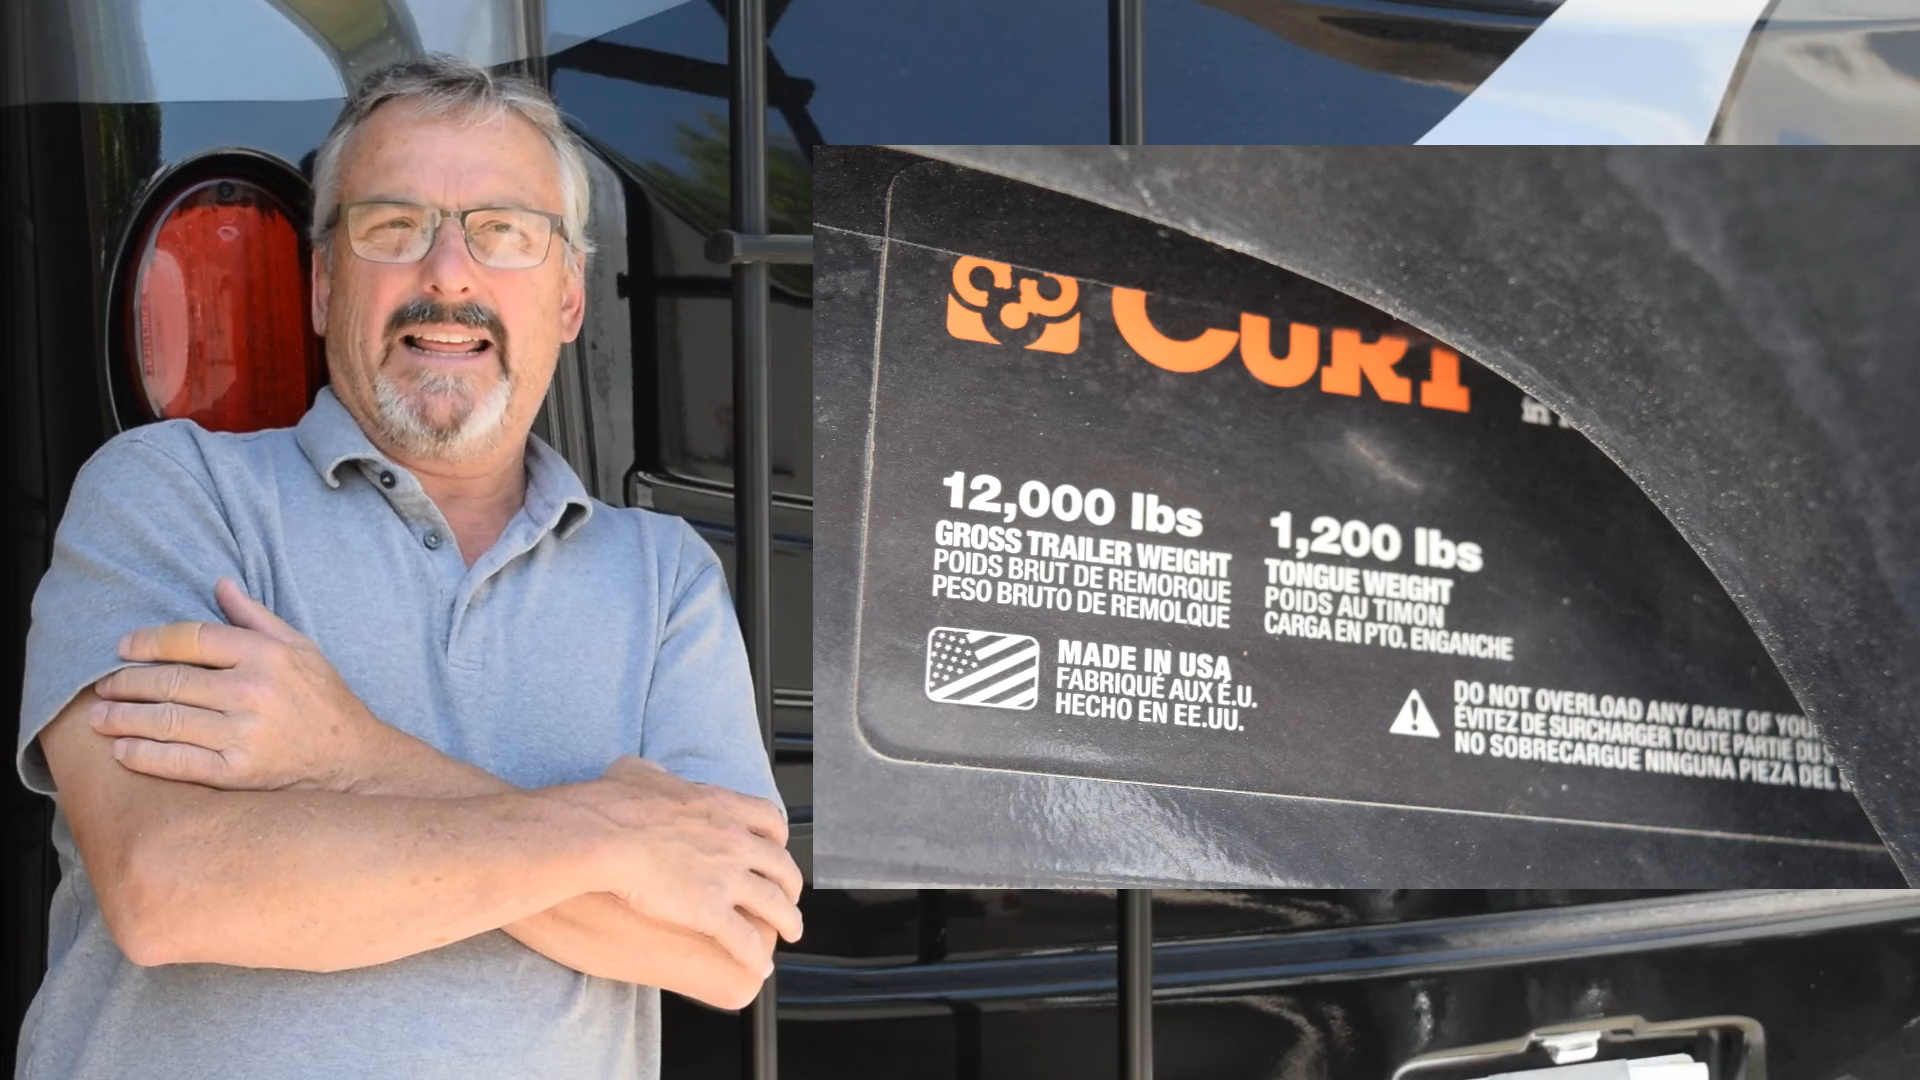 CURT
12,000 lbs
GROSS TRAILER WEIGHT
POIDS BRUT DE REMORQUE
PESO BRUTO DE REMOLQUE
1,200 lbs
TONGUE WEIGHT
POIDS AU TIMON
CARGA EN PTO. ENGANCHE
MADE IN USA
FABRIQUÉ AUX É.U.
HECHO EN EE.UU.
DO NOT OVERLOAD ANY PART OF
ÉVITEZ DE SURCHARGER TOUTE PARTIE DU
NO SOBRECARGUE NINGUNA PIEZA DEL